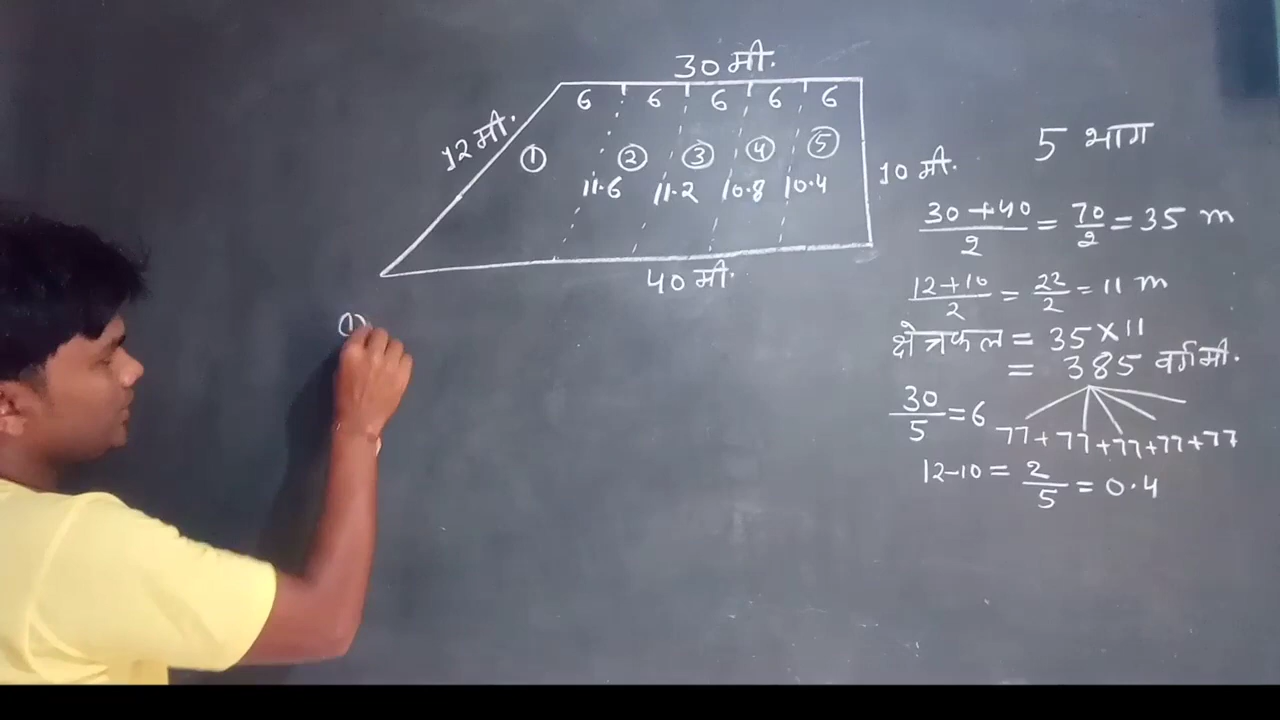 30 मी.
6 6 6 6 6
12 मी.
① ② ③ ④ ⑤
11.6 11.2 10.8 10.4
10 मी.
40 मी.
①
5 भाग
30+40/2 = 70/2 = 35 m
12+10/2 = 22/2 = 11 m
क्षेत्रफल = 35×11
= 385 वर्ग मी.
30/5 = 6
77+77+77+77+77
12-10 = 2/5 = 0.4